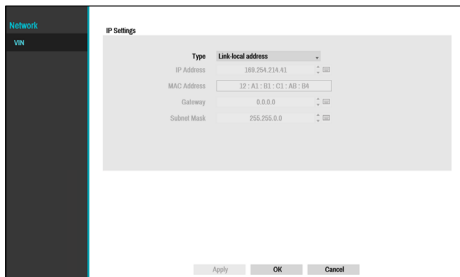 Network
VIN
IP Settings
Type Link-local address
IP Address 169.254.214.41
MAC Address 12 : A1 : B1 : C1 : AB : B4
Gateway 0.0.0.0
Subnet Mask 255.255.0.0
Apply OK Cancel